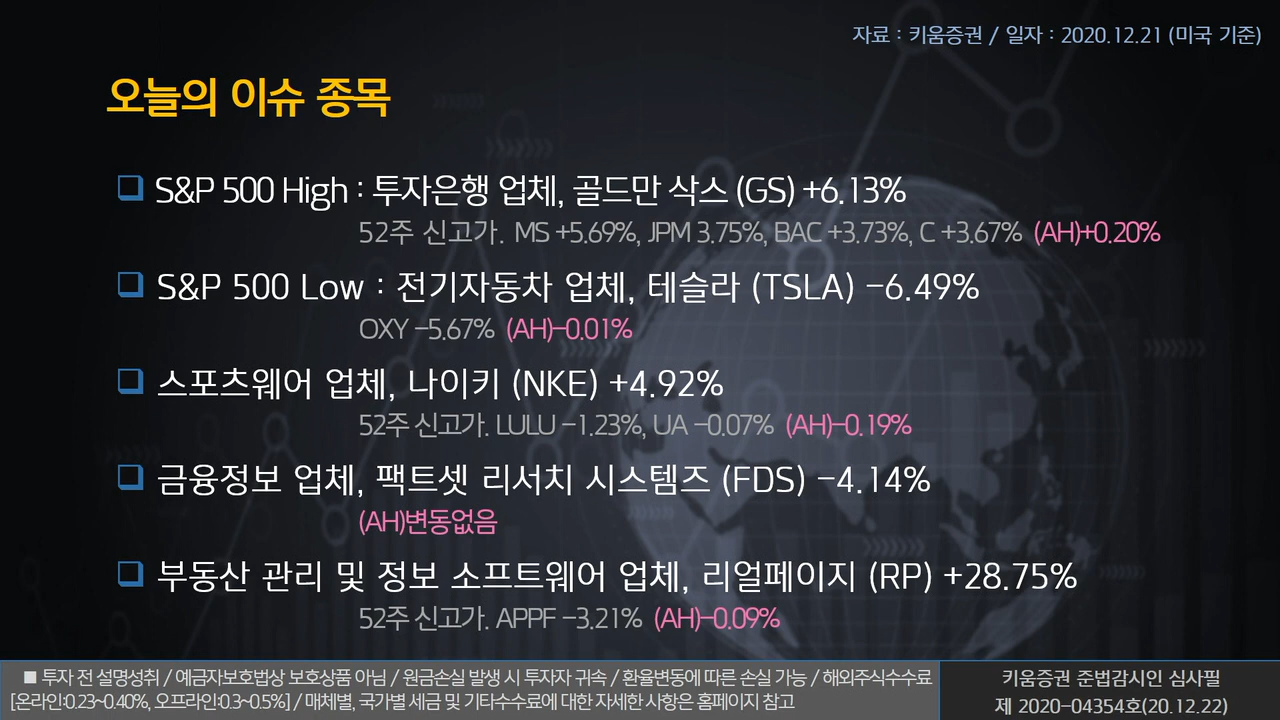 자료 : 키움증권 / 일자 : 2020.12.21 (미국 기준)
오늘의 이슈 종목
❑ S&P 500 High : 투자은행 업체, 골드만 삭스 (GS) +6.13%
52주 신고가. MS +5.69%, JPM 3.75%, BAC +3.73%, C +3.67% (AH)+0.20%
❑ S&P 500 Low : 전기자동차 업체, 테슬라 (TSLA) −6.49%
OXY −5.67% (AH)−0.01%
❑ 스포츠웨어 업체, 나이키 (NKE) +4.92%
52주 신고가. LULU −1.23%, UA −0.07% (AH)−0.19%
❑ 금융정보 업체, 팩트셋 리서치 시스템즈 (FDS) −4.14%
(AH)변동없음
❑ 부동산 관리 및 정보 소프트웨어 업체, 리얼페이지 (RP) +28.75%
52주 신고가. APPF −3.21% (AH)−0.09%
■ 투자 전 설명성취 / 예금자보호법상 보호상품 아님 / 원금손실 발생 시 투자자 귀속 / 환율변동에 따른 손실 가능 / 해외주식수수료
[온라인:0.23~0.40%, 오프라인:0.3~0.5%] / 매체별, 국가별 세금 및 기타수수료에 대한 자세한 사항은 홈페이지 참고
키움증권 준법감시인 심사필
제 2020-04354호(20.12.22)